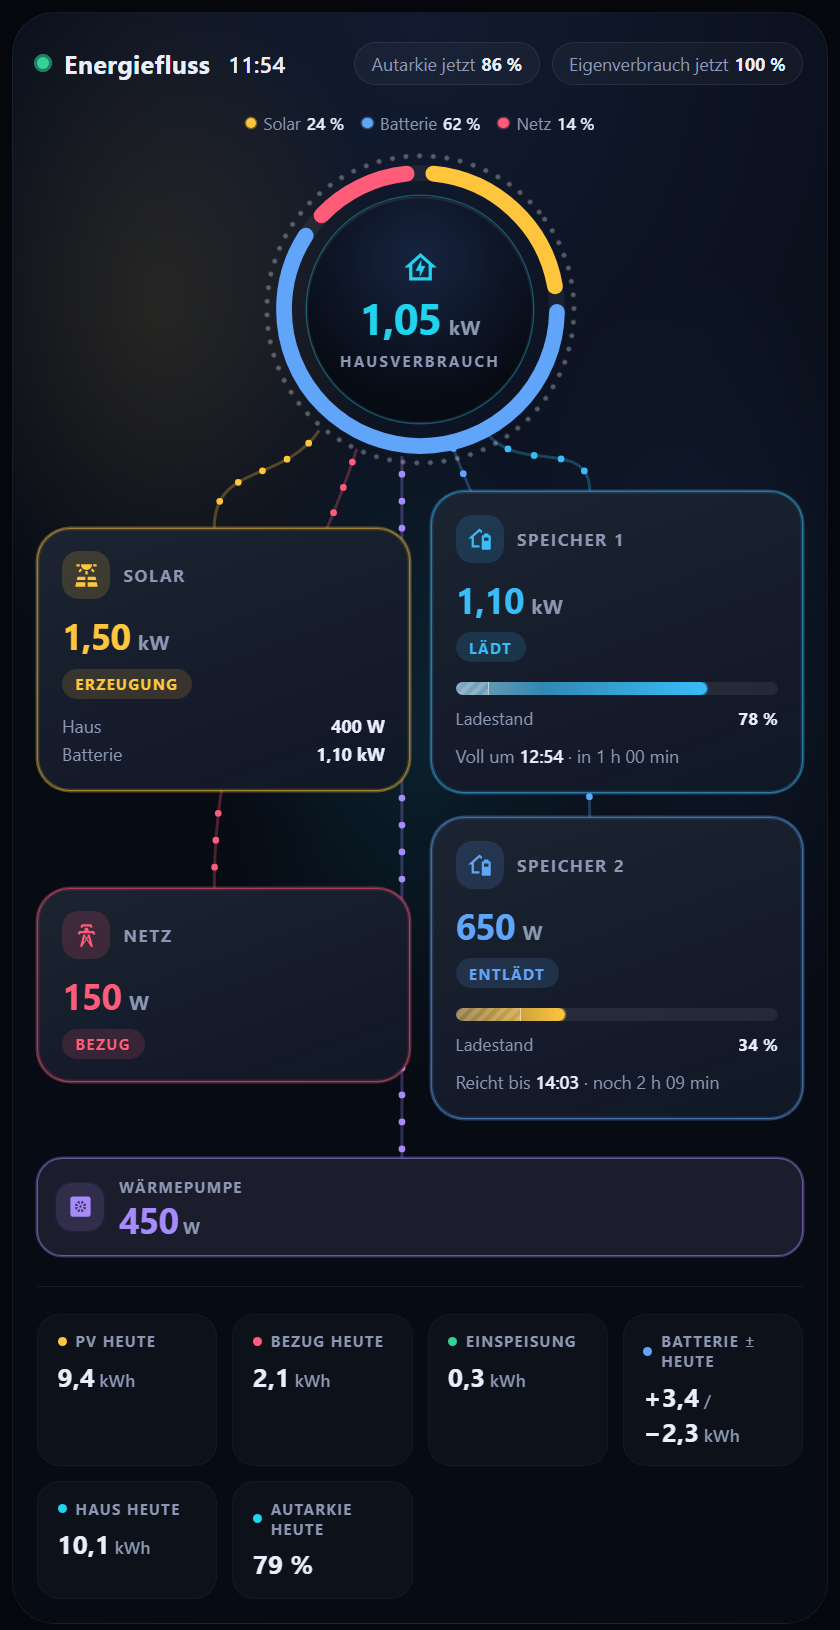 Energiefluss 11:54
Autarkie jetzt 86 %
Eigenverbrauch jetzt 100 %
Solar 24 % Batterie 62 % Netz 14 %
1,05 kW
HAUSVERBRAUCH
SOLAR
1,50 kW
ERZEUGUNG
Haus 400 W
Batterie 1,10 kW
SPEICHER 1
1,10 kW
LÄDT
Ladestand 78 %
Voll um 12:54 · in 1 h 00 min
NETZ
150 W
BEZUG
SPEICHER 2
650 W
ENTLÄDT
Ladestand 34 %
Reicht bis 14:03 · noch 2 h 09 min
WÄRMEPUMPE
450 W
PV HEUTE
9,4 kWh
BEZUG HEUTE
2,1 kWh
EINSPEISUNG
0,3 kWh
BATTERIE ±
HEUTE
+3,4 /
−2,3 kWh
HAUS HEUTE
10,1 kWh
AUTARKIE
HEUTE
79 %